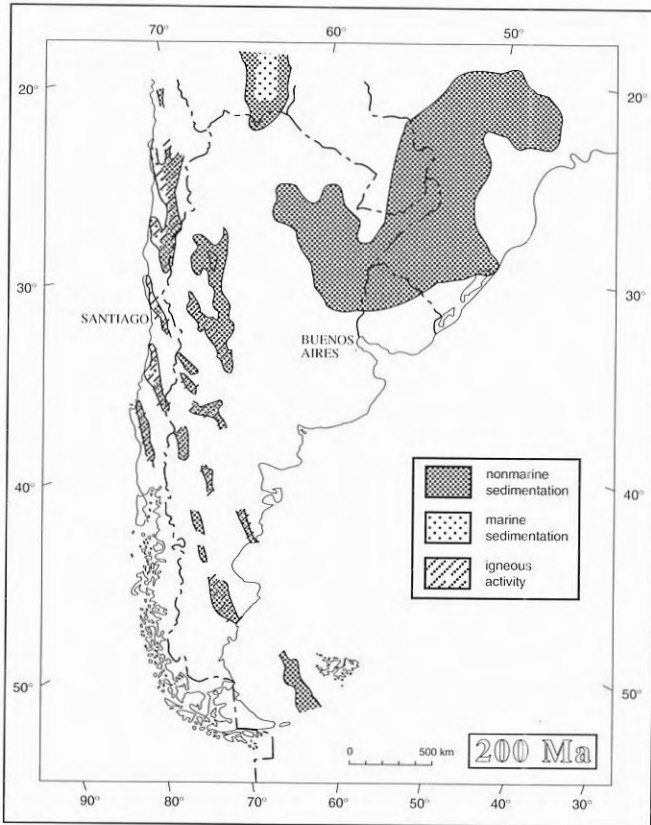 70° 60° 50°
20° 20°
30° 30°
SANTIAGO
BUENOS
AIRES
nonmarine
sedimentation
marine
sedimentation
igneous
activity
40° 40°
50° 50°
0 500 km
200 Ma
90° 80° 70° 60° 50° 40° 30° 26°